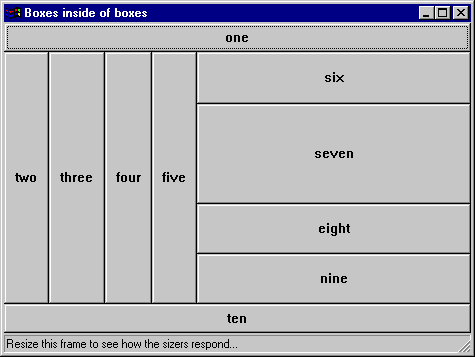 Boxes inside of boxes
one
two
three
four
five
six
seven
eight
nine
ten
Resize this frame to see how the sizers respond...